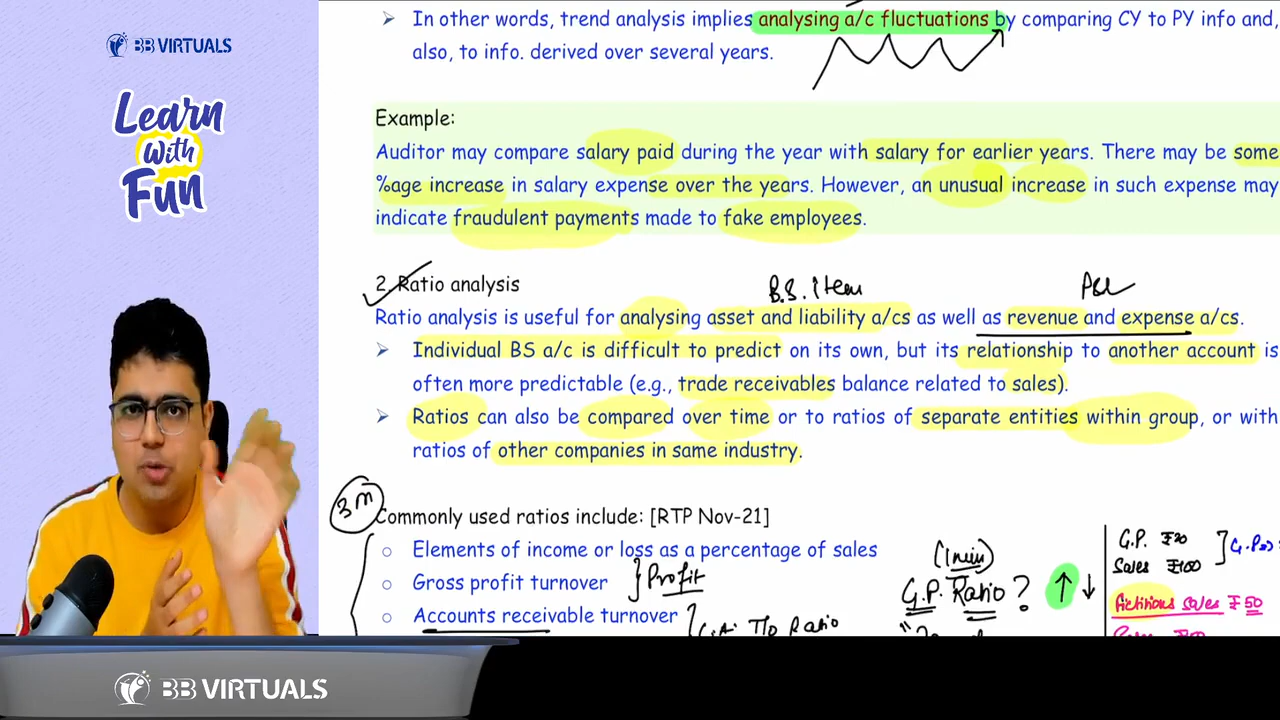 In other words, trend analysis implies analysing a/c fluctuations by comparing CY to PY info and,
also, to info. derived over several years.
BB VIRTUALS
Learn
With
Fun
Example:
Auditor may compare salary paid during the year with salary for earlier years. There may be some
%age increase in salary expense over the years. However, an unusual increase in such expense may
indicate fraudulent payments made to fake employees.
2. Ratio analysis
B.S. item
P&L
Ratio analysis is useful for analysing asset and liability a/cs as well as revenue and expense a/cs.
Individual BS a/c is difficult to predict on its own, but its relationship to another account is
often more predictable (e.g., trade receivables balance related to sales).
Ratios can also be compared over time or to ratios of separate entities within group, or with
ratios of other companies in same industry.
3m
Commonly used ratios include: [RTP Nov-21]
Elements of income or loss as a percentage of sales
Gross profit turnover
Profit
Accounts receivable turnover
T/o Ratio
(1 min)
G.P. Ratio?
G.P. ₹20
Sales ₹100
G.P.
fictitious sales ₹50
BB VIRTUALS